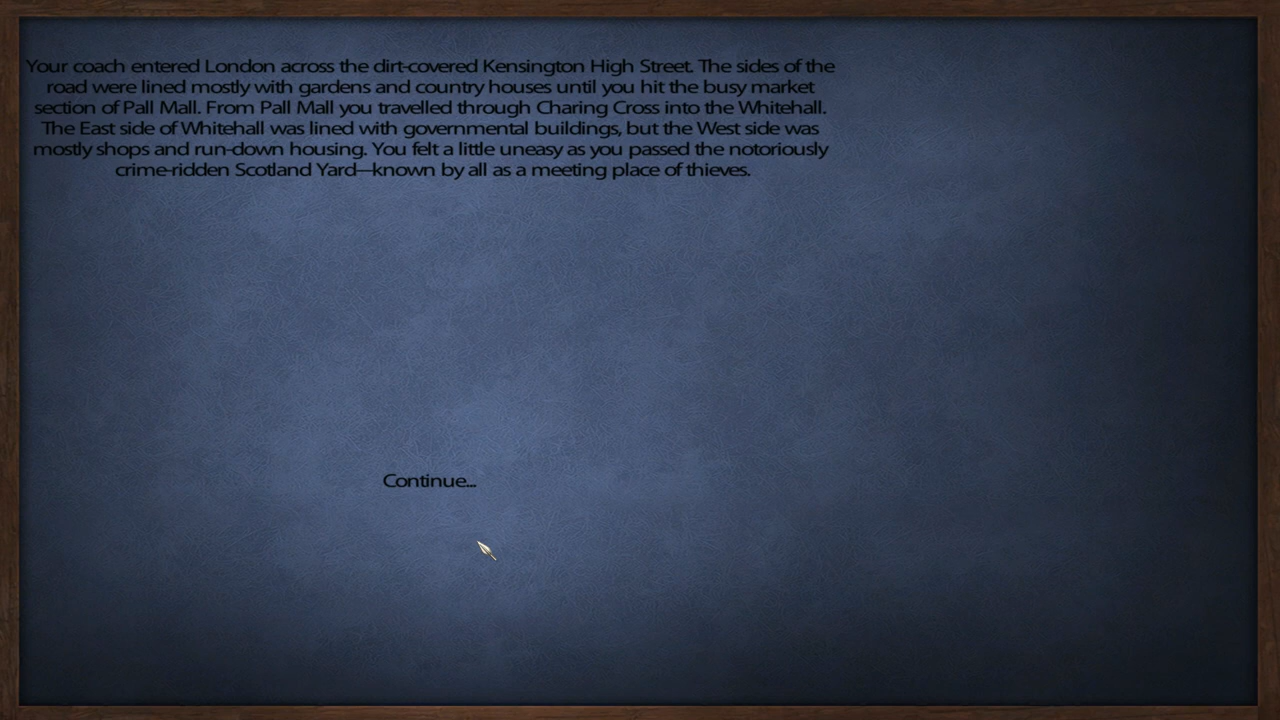 Your coach entered London across the dirt-covered Kensington High Street. The sides of the
road were lined mostly with gardens and country houses until you hit the busy market
section of Pall Mall. From Pall Mall you travelled through Charing Cross into the Whitehall.
The East side of Whitehall was lined with governmental buildings, but the West side was
mostly shops and run-down housing. You felt a little uneasy as you passed the notoriously
crime-ridden Scotland Yard—known by all as a meeting place of thieves.
Continue...